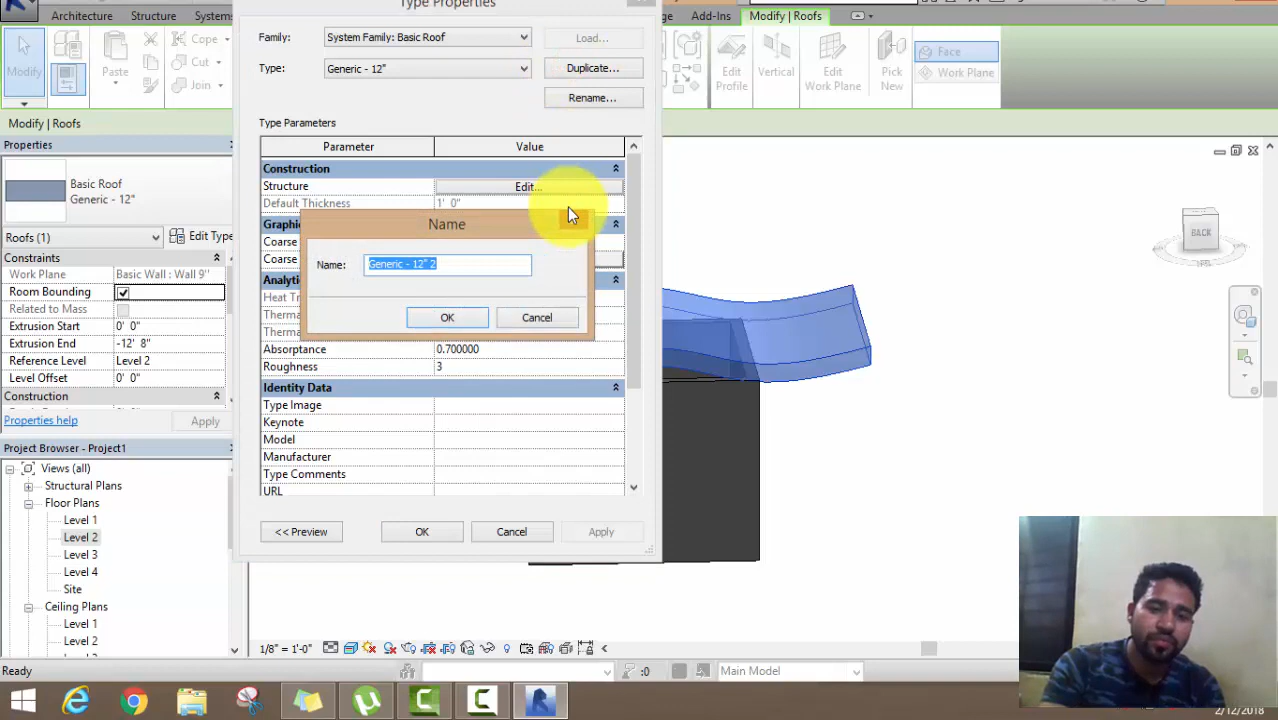 Type Properties
Architecture Structure Systems Add-Ins Modify | Roofs
Family: System Family: Basic Roof Load...
Type: Generic - 12" Duplicate...
Rename...
Modify Paste Cope Cut Join
Edit Profile Vertical Edit Work Plane Pick New Face Work Plane
Modify | Roofs
Type Parameters
Properties
Parameter Value
Construction
Structure Edit...
Default Thickness 1' 0"
Basic Roof
Generic - 12"
Roofs (1) Edit Type
Constraints
Work Plane Basic Wall : Wall 9"
Room Bounding
Related to Mass
Extrusion Start 0' 0"
Extrusion End -12' 8"
Reference Level Level 2
Level Offset 0' 0"
Construction
Properties help Apply
Name
Name: Generic - 12" 2
OK Cancel
Coarse
Coarse
Absorptance 0.700000
Roughness 3
Identity Data
Type Image
Keynote
Model
Manufacturer
Type Comments
URL
<< Preview OK Cancel Apply
BACK
Project Browser - Project1
Views (all)
Structural Plans
Floor Plans
Level 1
Level 2
Level 3
Level 4
Site
Ceiling Plans
Level 1
Level 2
1/8" = 1'-0"
Ready :0 Main Model
2/12/2018